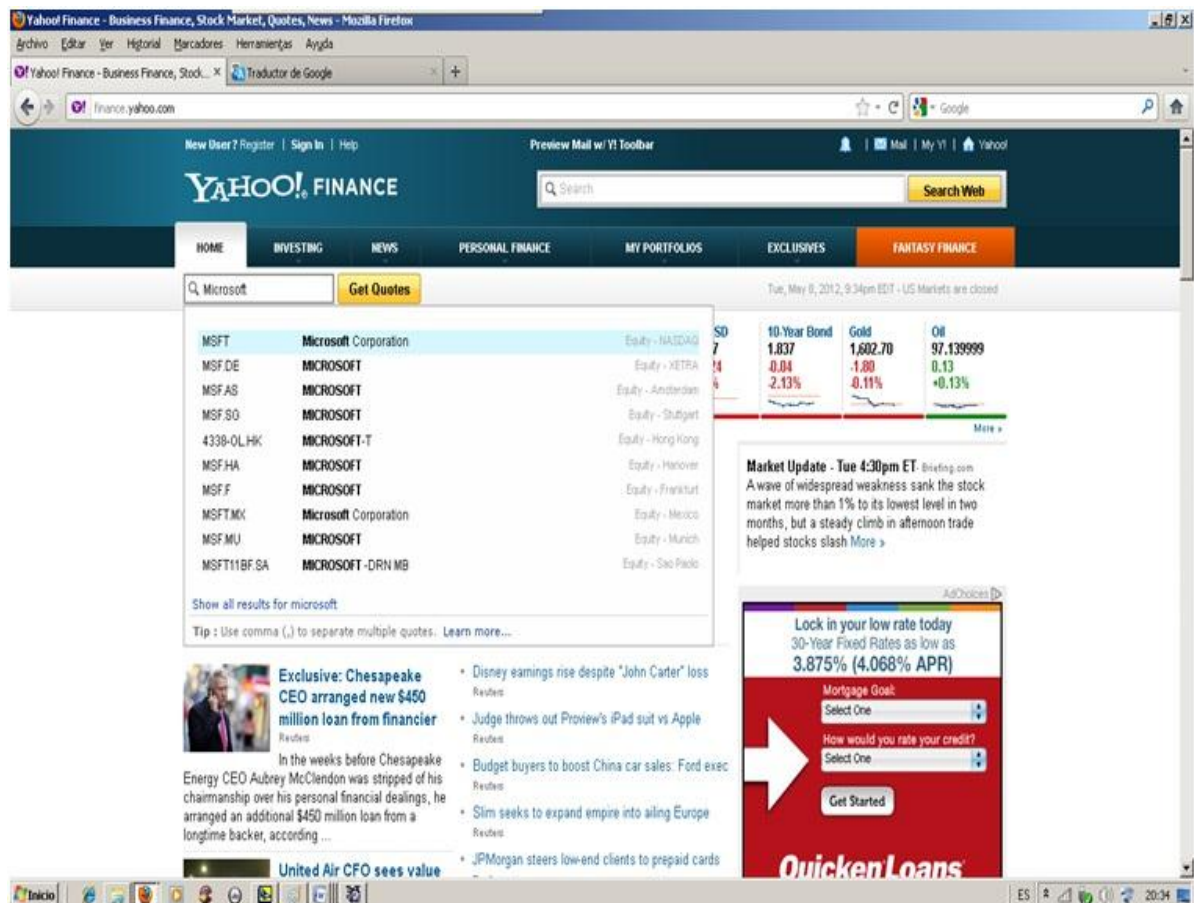 Yahoo! Finance - Business Finance, Stock Market, Quotes, News - Mozilla Firefox
Archivo Editar Ver Historial Marcadores Herramientas Ayuda
Yahoo! Finance - Business Finance, Stock... × Traductor de Google × +
finance.yahoo.com Google
New User? Register | Sign In | Help Preview Mail w/ Y! Toolbar | Mail | My Y! | Yahoo!
YAHOO! FINANCE Search Search Web
HOME INVESTING NEWS PERSONAL FINANCE MY PORTFOLIOS EXCLUSIVES FANTASY FINANCE
Microsoft Get Quotes Tue, May 8, 2012, 9:34pm EDT - US Markets are closed
MSFT Microsoft Corporation Equity - NASDAQ
MSF.DE MICROSOFT Equity - XETRA
MSF.AS MICROSOFT Equity - Amsterdam
MSF.SG MICROSOFT Equity - Stuttgart
4338-OL.HK MICROSOFT-T Equity - Hong Kong
MSF.HA MICROSOFT Equity - Hanover
MSF.F MICROSOFT Equity - Frankfurt
MSFT.MX Microsoft Corporation Equity - Mexico
MSF.MU MICROSOFT Equity - Munich
MSFT11BF.SA MICROSOFT -DRN MB Equity - Sao Paolo
Show all results for microsoft
Tip : Use comma (,) to separate multiple quotes. Learn more...
SD 10-Year Bond Gold Oil
7 1.837 1,602.70 97.139999
24 -0.04 -1.80 0.13
% -2.13% -0.11% +0.13%
More »
Market Update - Tue 4:30pm ET - Briefing.com
A wave of widespread weakness sank the stock
market more than 1% to its lowest level in two
months, but a steady climb in afternoon trade
helped stocks slash More »
AdChoices
Lock in your low rate today
30-Year Fixed Rates as low as
3.875% (4.068% APR)
Mortgage Goal:
Select One
How would you rate your credit?
Select One
Get Started
Quicken Loans
Exclusive: Chesapeake
CEO arranged new $450
million loan from financier
Reuters
In the weeks before Chesapeake
Energy CEO Aubrey McClendon was stripped of his
chairmanship over his personal financial dealings, he
arranged an additional $450 million loan from a
longtime backer, according ...
United Air CFO sees value
Disney earnings rise despite "John Carter" loss
Reuters
Judge throws out Proview's iPad suit vs Apple
Reuters
Budget buyers to boost China car sales: Ford exec
Reuters
Slim seeks to expand empire into ailing Europe
Reuters
JPMorgan steers low-end clients to prepaid cards
Inicio ES 20:34